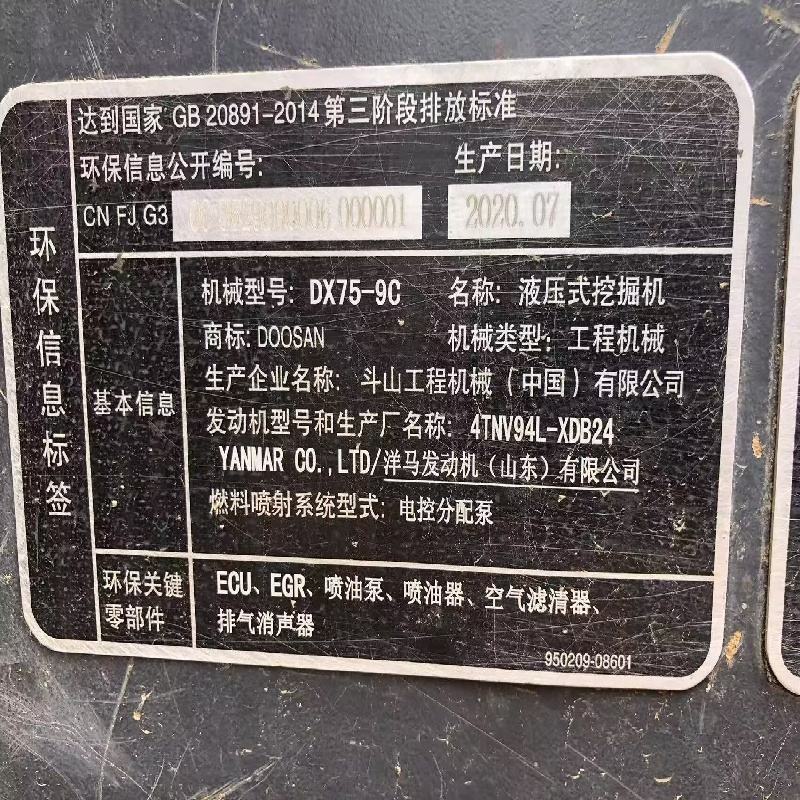 达到国家 GB 20891-2014 第三阶段排放标准
环保信息公开编号: 生产日期:
CN FJ G3 000001 2020.07
环保信息标签
基本信息
机械型号: DX75-9C 名称: 液压式挖掘机
商标: DOOSAN 机械类型: 工程机械
生产企业名称: 斗山工程机械(中国)有限公司
发动机型号和生产厂名称: 4TNV94L-XDB24
YANMAR CO.,LTD/洋马发动机(山东)有限公司
燃料喷射系统型式: 电控分配泵
环保关键
零部件
ECU、EGR、喷油泵、喷油器、空气滤清器、
排气消声器
950209-08601